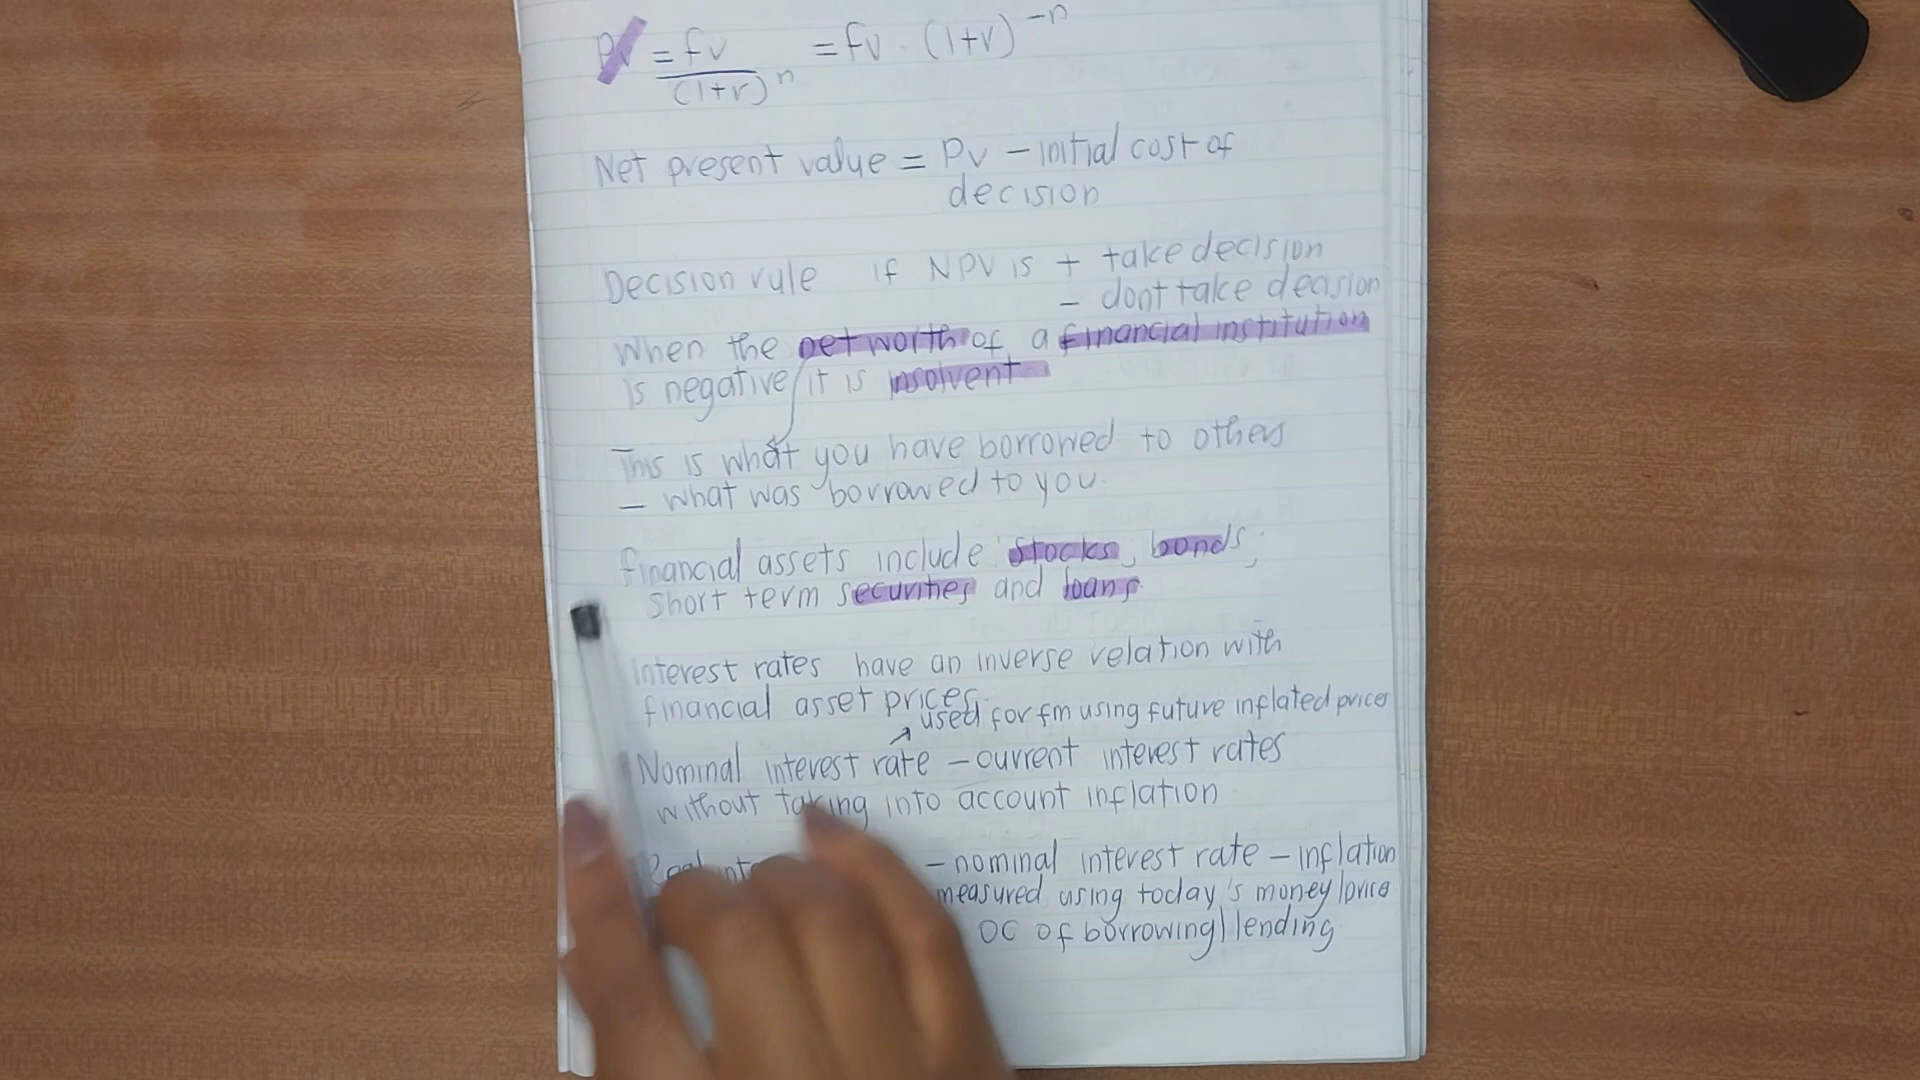 PV = fv = fv . (1+r)^-n
(1+r)^n
Net present value = PV - initial cost of
decision
Decision rule if NPV is + take decision
- dont take decision
When the net worth of a financial institution
is negative it is insolvent
This is what you have borrowed to others
- what was borrowed to you.
financial assets include stocks, bonds,
short term securities and loans
Interest rates have an inverse relation with
financial asset prices.
used for fm using future inflated price
Nominal interest rate - current interest rates
without taking into account inflation
Real - nominal interest rate - inflation
measured using today's money/price
OC of borrowing/lending